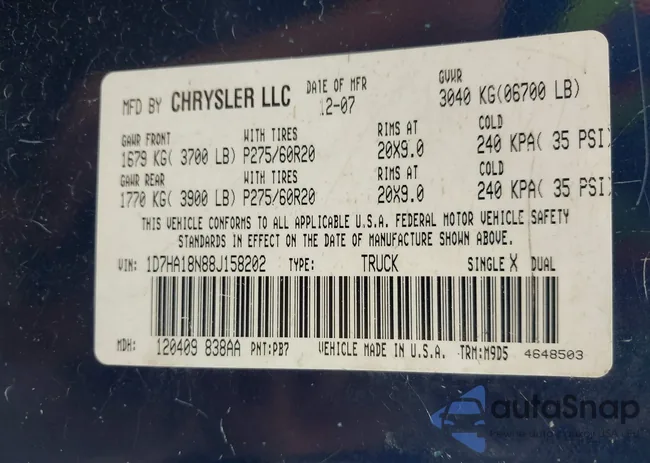 MFD BY CHRYSLER LLC DATE OF MFR 12-07 GVWR 3040 KG(06700 LB)
GAWR FRONT WITH TIRES RIMS AT COLD
1679 KG( 3700 LB) P275/60R20 20X9.0 240 KPA( 35 PSI)
GAWR REAR WITH TIRES RIMS AT COLD
1770 KG( 3900 LB) P275/60R20 20X9.0 240 KPA( 35 PSI)
THIS VEHICLE CONFORMS TO ALL APPLICABLE U.S.A. FEDERAL MOTOR VEHICLE SAFETY
STANDARDS IN EFFECT ON THE DATE OF MANUFACTURE SHOWN ABOVE.
VIN: 1D7HA18N88J158202 TYPE: TRUCK SINGLE X DUAL
MDH: 120409 838AA PNT:PB7 VEHICLE MADE IN U.S.A. TRM:M9D5 4648503
autoSnap